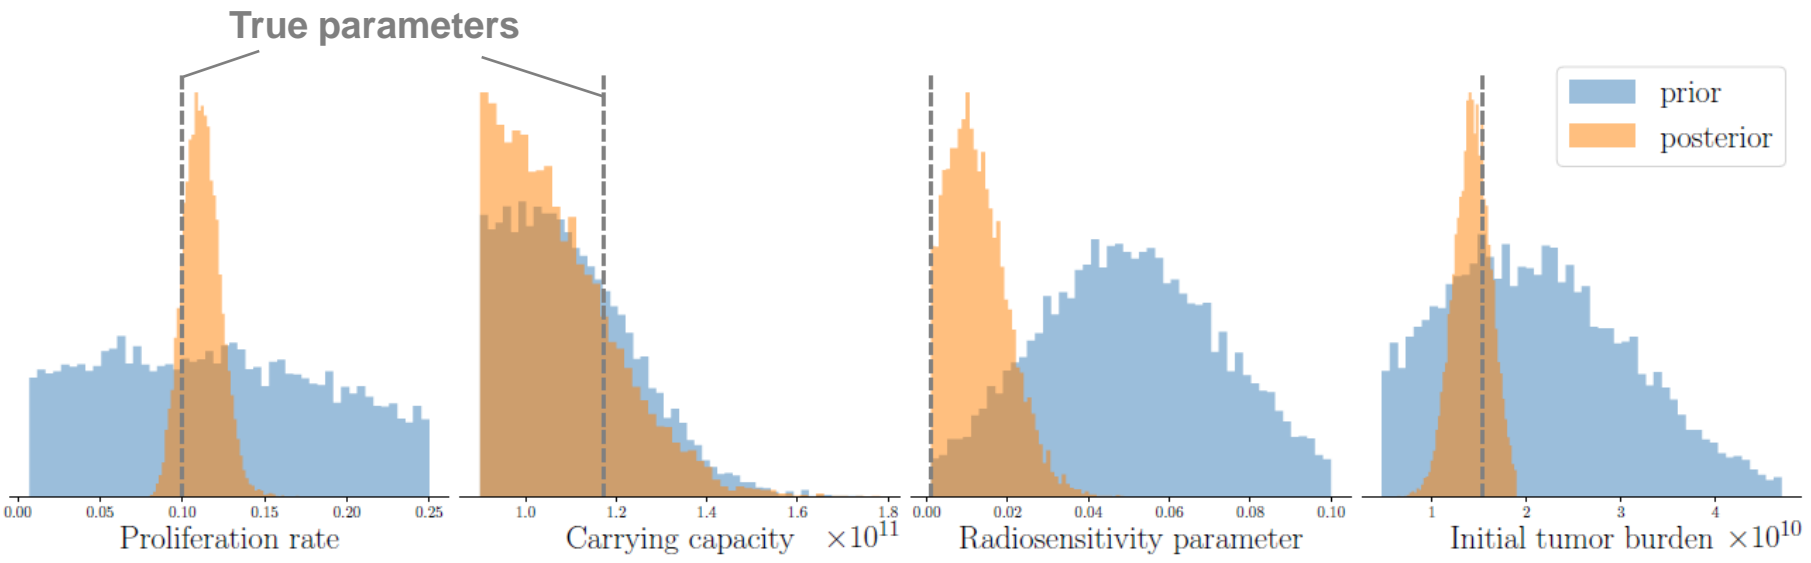 True parameters
prior
posterior
0.00 0.05 0.10 0.15 0.20 0.25
Proliferation rate
1.0 1.2 1.4 1.6 1.8
Carrying capacity ×10¹¹
0.00 0.02 0.04 0.06 0.08 0.10
Radiosensitivity parameter
1 2 3 4
Initial tumor burden ×10¹⁰